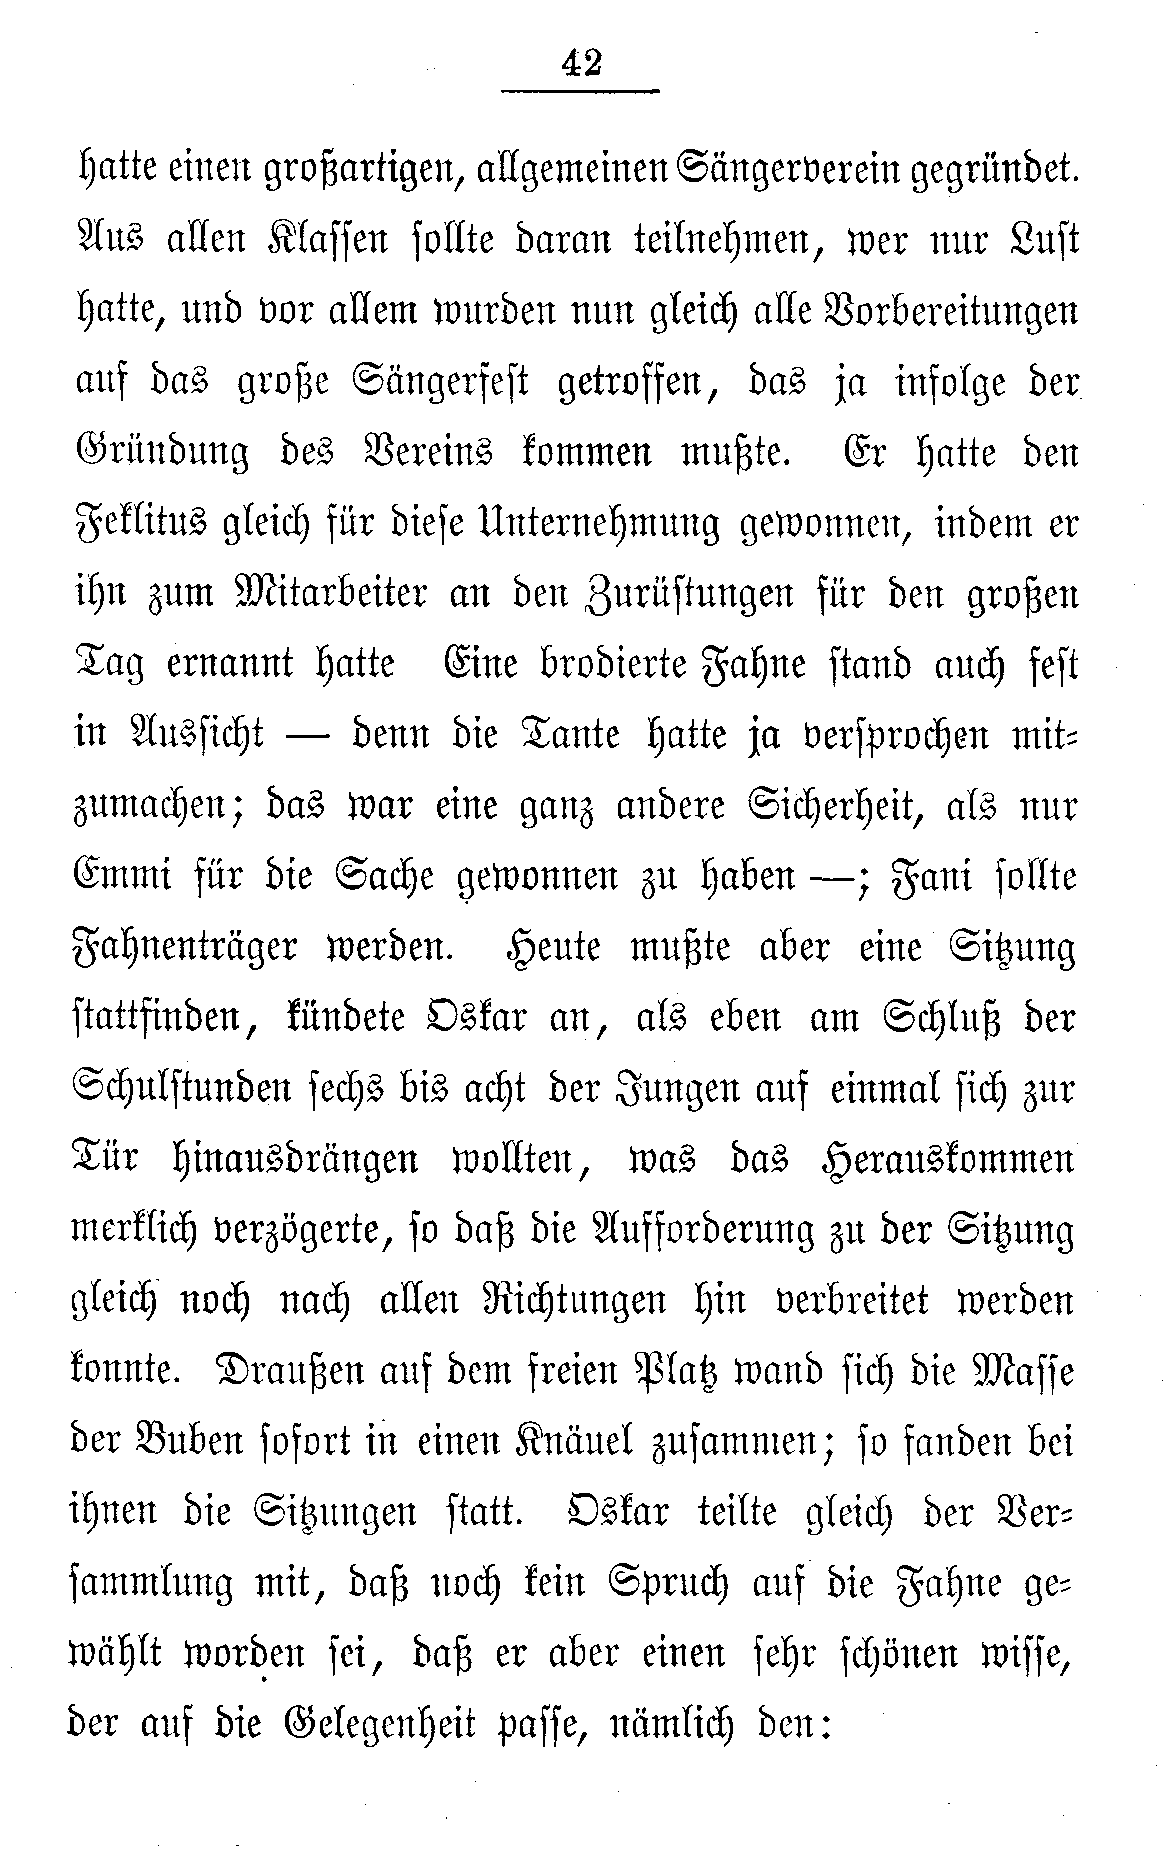 42
hatte einen großartigen, allgemeinen Sängerverein gegründet.
Aus allen Klassen sollte daran teilnehmen, wer nur Lust
hatte, und vor allem wurden nun gleich alle Vorbereitungen
auf das große Sängerfest getroffen, das ja infolge der
Gründung des Vereins kommen mußte. Er hatte den
Feklitus gleich für diese Unternehmung gewonnen, indem er
ihn zum Mitarbeiter an den Zurüstungen für den großen
Tag ernannt hatte Eine brodierte Fahne stand auch fest
in Aussicht — denn die Tante hatte ja versprochen mit-
zumachen; das war eine ganz andere Sicherheit, als nur
Emmi für die Sache gewonnen zu haben —; Fani sollte
Fahnenträger werden. Heute mußte aber eine Sitzung
stattfinden, kündete Oskar an, als eben am Schluß der
Schulstunden sechs bis acht der Jungen auf einmal sich zur
Tür hinausdrängen wollten, was das Herauskommen
merklich verzögerte, so daß die Aufforderung zu der Sitzung
gleich noch nach allen Richtungen hin verbreitet werden
konnte. Draußen auf dem freien Platz wand sich die Masse
der Buben sofort in einen Knäuel zusammen; so fanden bei
ihnen die Sitzungen statt. Oskar teilte gleich der Ver-
sammlung mit, daß noch kein Spruch auf die Fahne ge-
wählt worden sei, daß er aber einen sehr schönen wisse,
der auf die Gelegenheit passe, nämlich den: